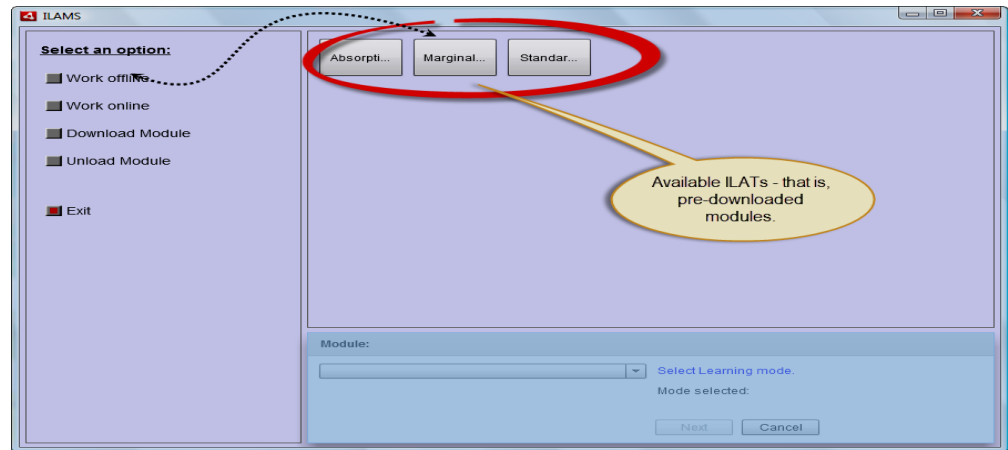 ILAMS
Select an option:
Work offline
Work online
Download Module
Unload Module
Exit
Absorpti...
Marginal...
Standar...
Available ILATs - that is,
pre-downloaded
modules.
Module:
Select Learning mode.
Mode selected:
Next
Cancel